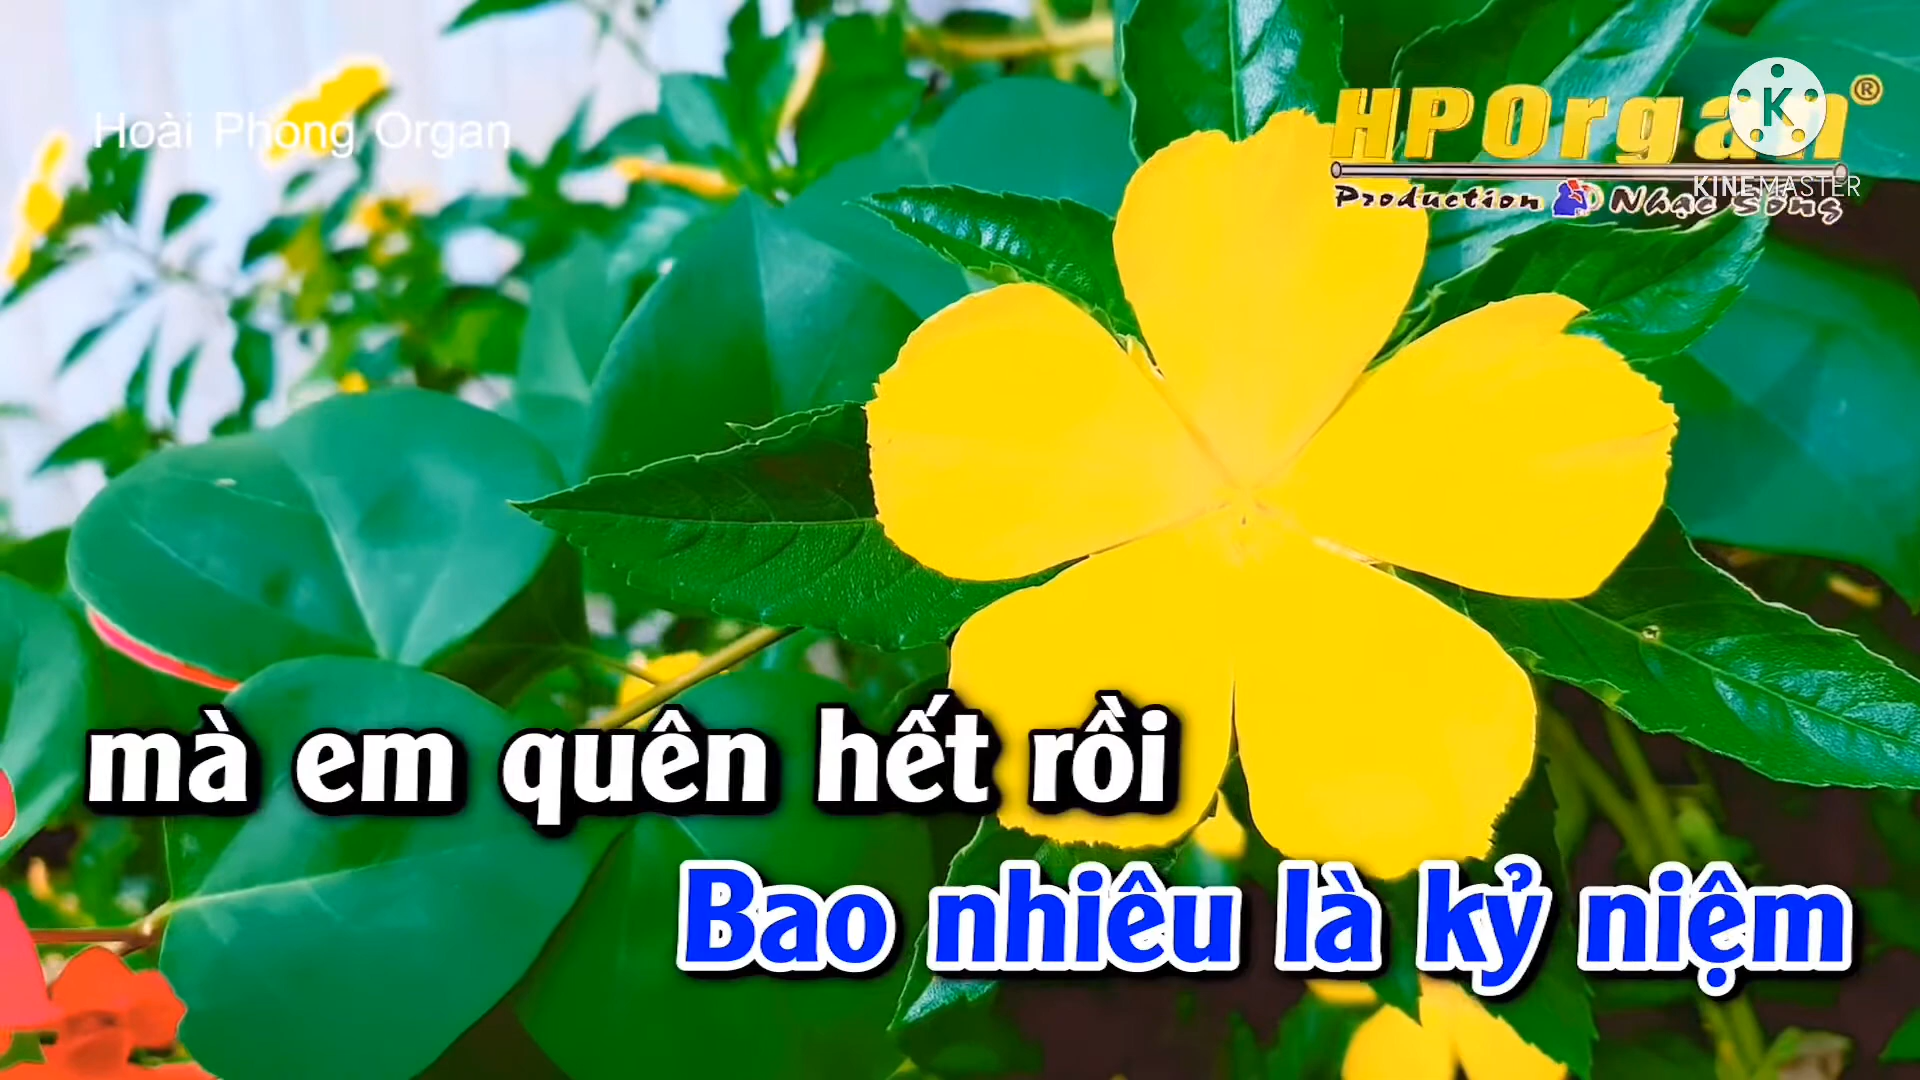 Hoài Phong Organ
HPOrgan®
KINEMASTER
Production Nhạc Sống
mà em quên hết rồi
Bao nhiêu là kỷ niệm